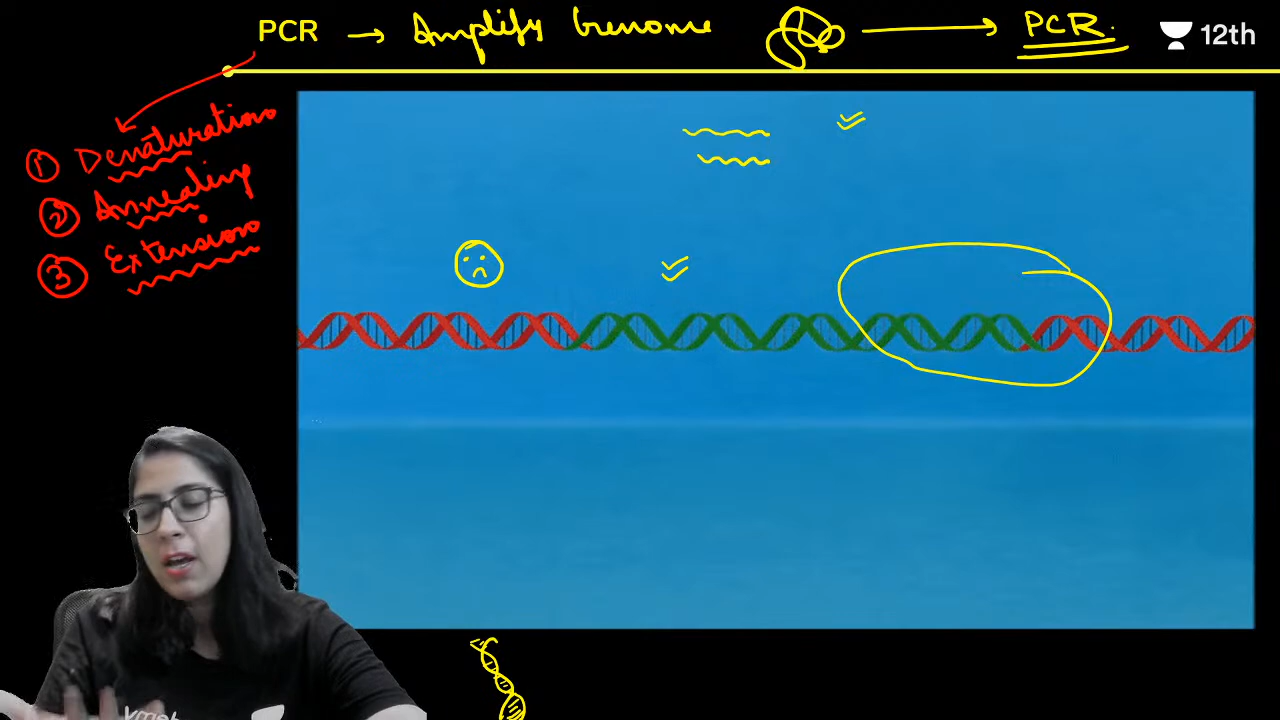 PCR → Amplify Genome → PCR.
12th
① Denaturation
② Annealing
③ Extension